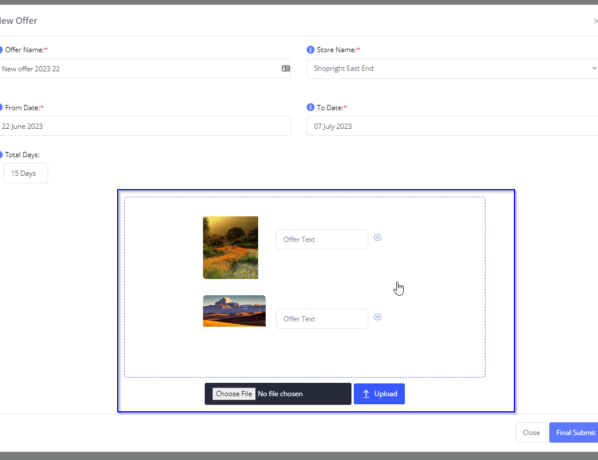 New Offer
Offer Name:*
Store Name:*
New offer 2023 22
Shopright East End
From Date:*
To Date:*
22 June 2023
07 July 2023
Total Days:
15 Days
Offer Text
Offer Text
Choose File No file chosen
Upload
Close
Final Submit